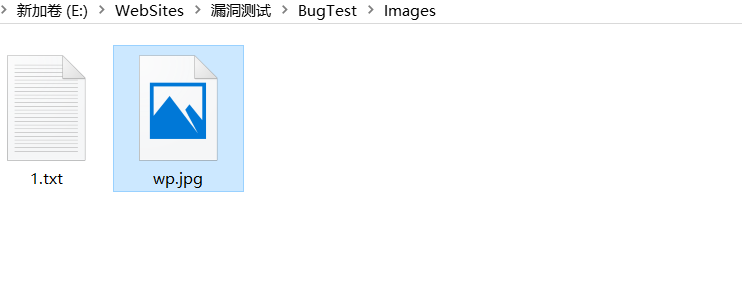 新加卷 (E:) > WebSites > 漏洞测试 > BugTest > Images
1.txt
wp.jpg